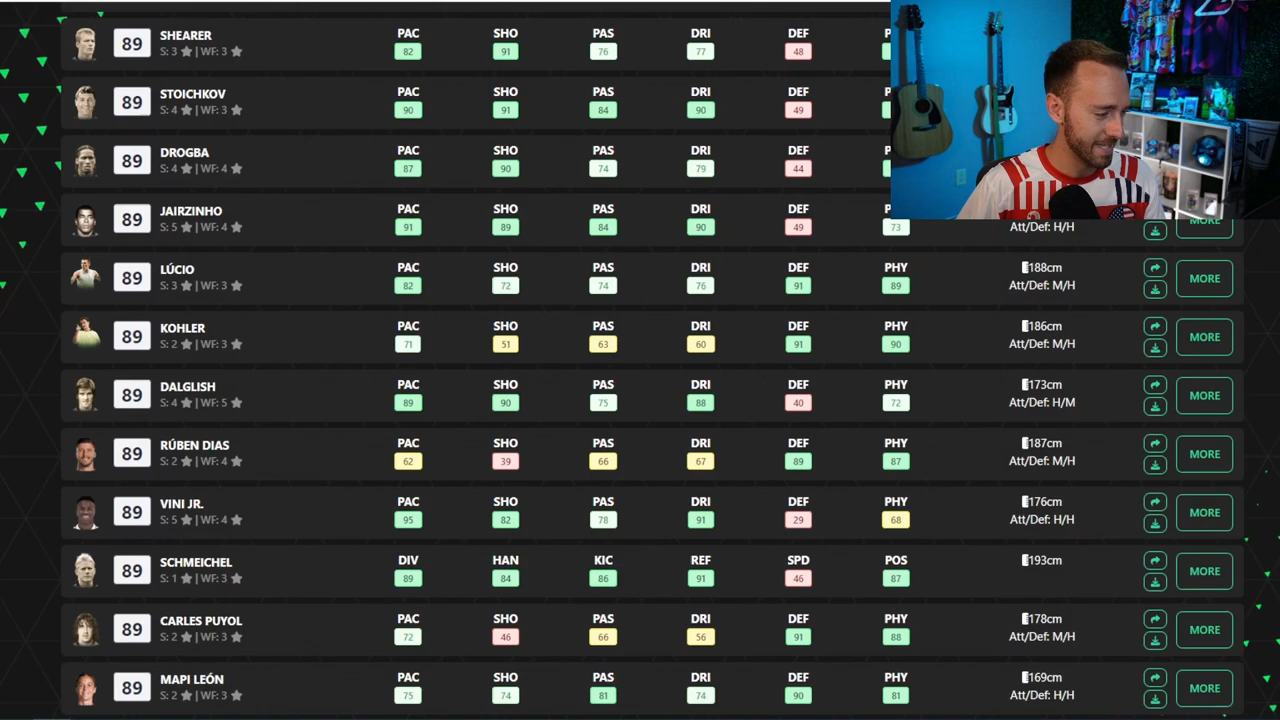 89 SHEARER PAC SHO PAS DRI DEF
S: 3 ★ | WF: 3 ★ 82 91 76 77 48
89 STOICHKOV PAC SHO PAS DRI DEF
S: 4 ★ | WF: 3 ★ 90 91 84 90 49
89 DROGBA PAC SHO PAS DRI DEF
S: 4 ★ | WF: 4 ★ 87 90 74 79 44
89 JAIRZINHO PAC SHO PAS DRI DEF
S: 5 ★ | WF: 4 ★ 91 89 84 90 49 73 Att/Def: H/H MORE
89 LÚCIO PAC SHO PAS DRI DEF PHY 188cm
S: 3 ★ | WF: 3 ★ 82 72 74 76 91 89 Att/Def: M/H MORE
89 KOHLER PAC SHO PAS DRI DEF PHY 186cm
S: 2 ★ | WF: 3 ★ 71 51 63 60 91 90 Att/Def: M/H MORE
89 DALGLISH PAC SHO PAS DRI DEF PHY 173cm
S: 4 ★ | WF: 5 ★ 89 90 75 88 40 72 Att/Def: H/M MORE
89 RÚBEN DIAS PAC SHO PAS DRI DEF PHY 187cm
S: 2 ★ | WF: 4 ★ 62 39 66 67 89 87 Att/Def: M/H MORE
89 VINI JR. PAC SHO PAS DRI DEF PHY 176cm
S: 5 ★ | WF: 4 ★ 95 82 78 91 29 68 Att/Def: H/H MORE
89 SCHMEICHEL DIV HAN KIC REF SPD POS 193cm
S: 1 ★ | WF: 3 ★ 89 84 86 91 46 87 MORE
89 CARLES PUYOL PAC SHO PAS DRI DEF PHY 178cm
S: 2 ★ | WF: 3 ★ 72 46 66 56 91 88 Att/Def: M/H MORE
89 MAPI LEÓN PAC SHO PAS DRI DEF PHY 169cm
S: 2 ★ | WF: 3 ★ 75 74 81 74 90 81 Att/Def: H/H MORE